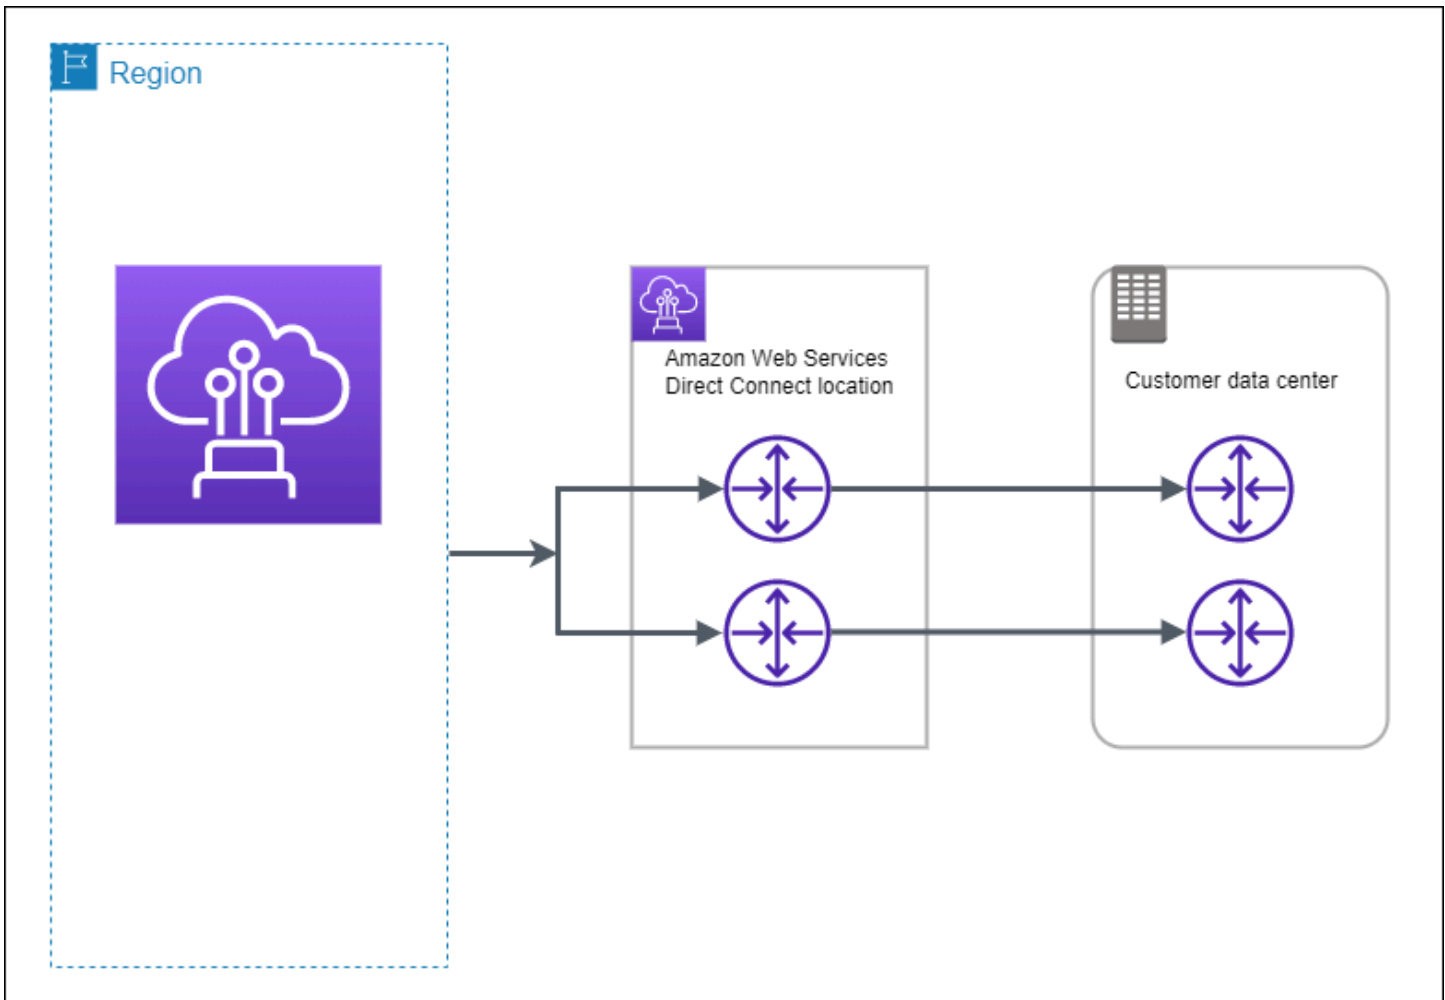 Region
Amazon Web Services
Direct Connect location
Customer data center